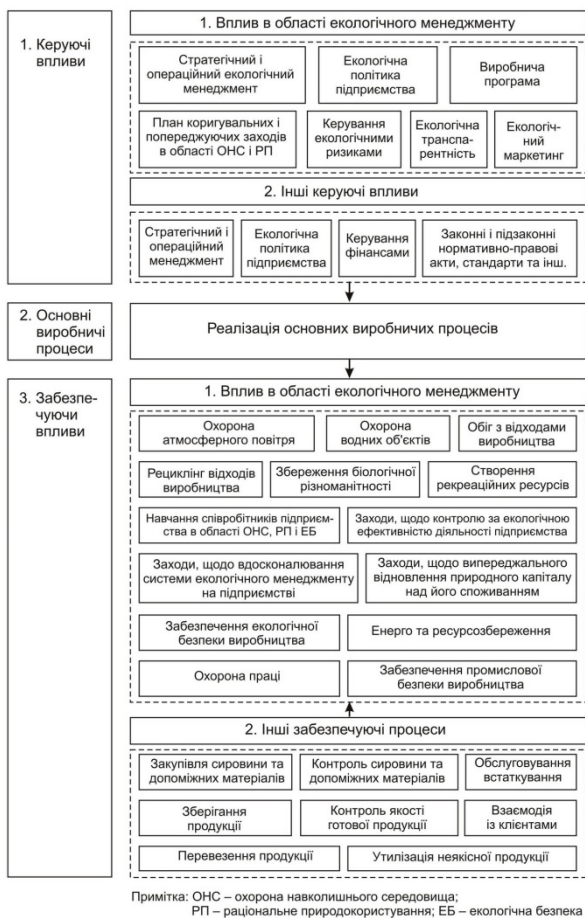 1. Керуючі
впливи
1. Вплив в області екологічного менеджменту
Стратегічний і
операційний екологічний
менеджмент
Екологічна
політика
підприємства
Виробнича
програма
План коригувальних і
попереджуючих заходів
в області ОНС і РП
Керування
екологічними
ризиками
Екологічна
транспа-
рентність
Екологіч-
ний
маркетинг
2. Інші керуючі впливи
Стратегічний і
операційний
менеджмент
Екологічна
політика
підприємства
Керування
фінансами
Законні і підзаконні
нормативно-правові
акти, стандарти та інш.
2. Основні
виробничі
процеси
Реалізація основних виробничих процесів
3. Забезпе-
чуючи
впливи
1. Вплив в області екологічного менеджменту
Охорона
атмосферного повітря
Охорона
водних об'єктів
Обіг з відходами
виробництва
Рециклінг відходів
виробництва
Збереження біологічної
різноманітності
Створення
рекреаційних ресурсів
Навчання співробітників підприєм-
ства в області ОНС, РП і ЕБ
Заходи, щодо контролю за екологічною
ефективністю діяльності підприємства
Заходи, щодо вдосконалювання
системи екологічного менеджменту
на підприємстві
Заходи, щодо випереджального
відновлення природного капіталу
над його споживанням
Забезпечення екологічної
безпеки виробництва
Енерго та ресурсозбереження
Охорона праці
Забезпечення промислової
безпеки виробництва
2. Інші забезпечуючі процеси
Закупівля сировини та
допоміжних матеріалів
Контроль сировини та
допоміжних матеріалів
Обслуговування
встаткування
Зберігання
продукції
Контроль якості
готової продукції
Взаємодія
із клієнтами
Перевезення продукції
Утилізація неякісної продукції
Примітка: ОНС – охорона навколишнього середовища;
РП – раціональне природокористування; ЕБ – екологічна безпека